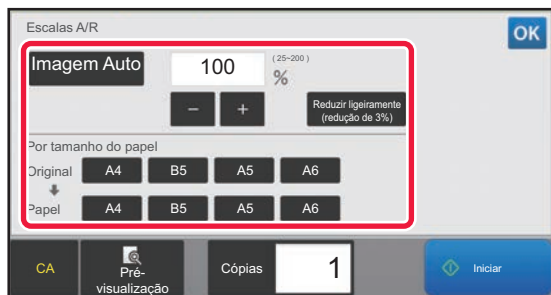 Escalas A/R
OK
Imagem Auto
100
(25~200)
%
−
+
Reduzir ligeiramente
(redução de 3%)
Por tamanho do papel
Original
A4 B5 A5 A6
Papel
A4 B5 A5 A6
CA
Pré-
visualização
Cópias
1
Iniciar